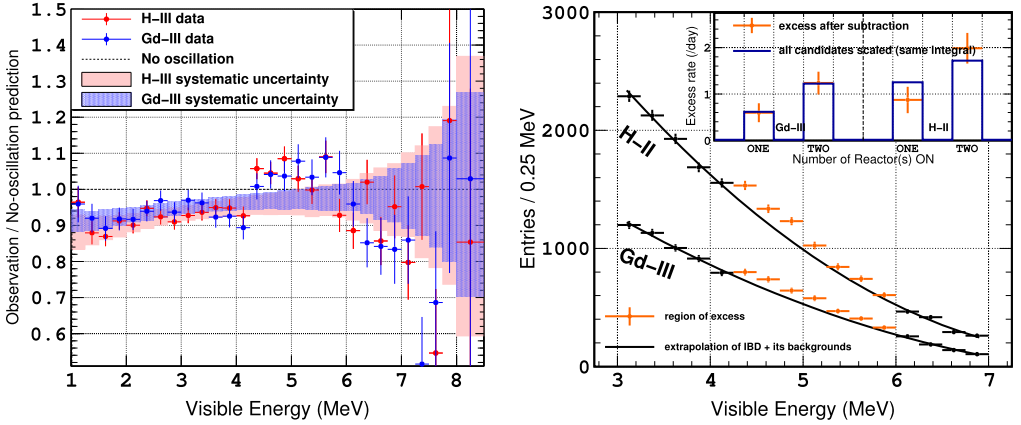 1.5
1.4
1.3
1.2
1.1
1.0
0.9
0.8
0.7
0.6
Observation / No-oscillation prediction
H-III data
Gd-III data
No oscillation
H-III systematic uncertainty
Gd-III systematic uncertainty
1 2 3 4 5 6 7 8
Visible Energy (MeV)
3000
2000
1000
0
Entries / 0.25 MeV
H-II
Gd-III
region of excess
extrapolation of IBD + its backgrounds
3 4 5 6 7
Visible Energy (MeV)
Excess rate (/day)
2
1
0
excess after subtraction
all candidates scaled (same integral)
Gd-III
H-II
ONE TWO ONE TWO
Number of Reactor(s) ON